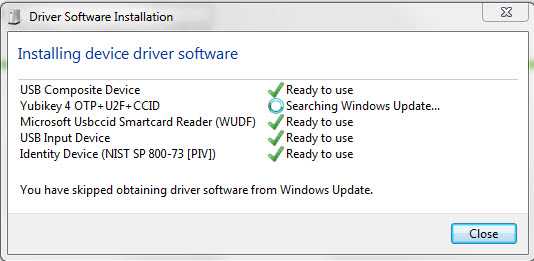 Driver Software Installation
Installing device driver software
USB Composite Device Ready to use
Yubikey 4 OTP+U2F+CCID Searching Windows Update...
Microsoft Usbccid Smartcard Reader (WUDF) Ready to use
USB Input Device Ready to use
Identity Device (NIST SP 800-73 [PIV]) Ready to use
You have skipped obtaining driver software from Windows Update.
Close